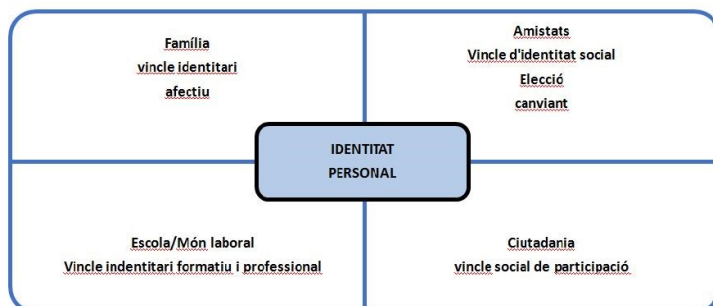 Família
vincle identitari
afectiu
Amistats
Vincle d'identitat social
Elecció
canviant
IDENTITAT
PERSONAL
Escola/Món laboral
Vincle indentitari formatiu i professional
Ciutadania
vincle social de participació